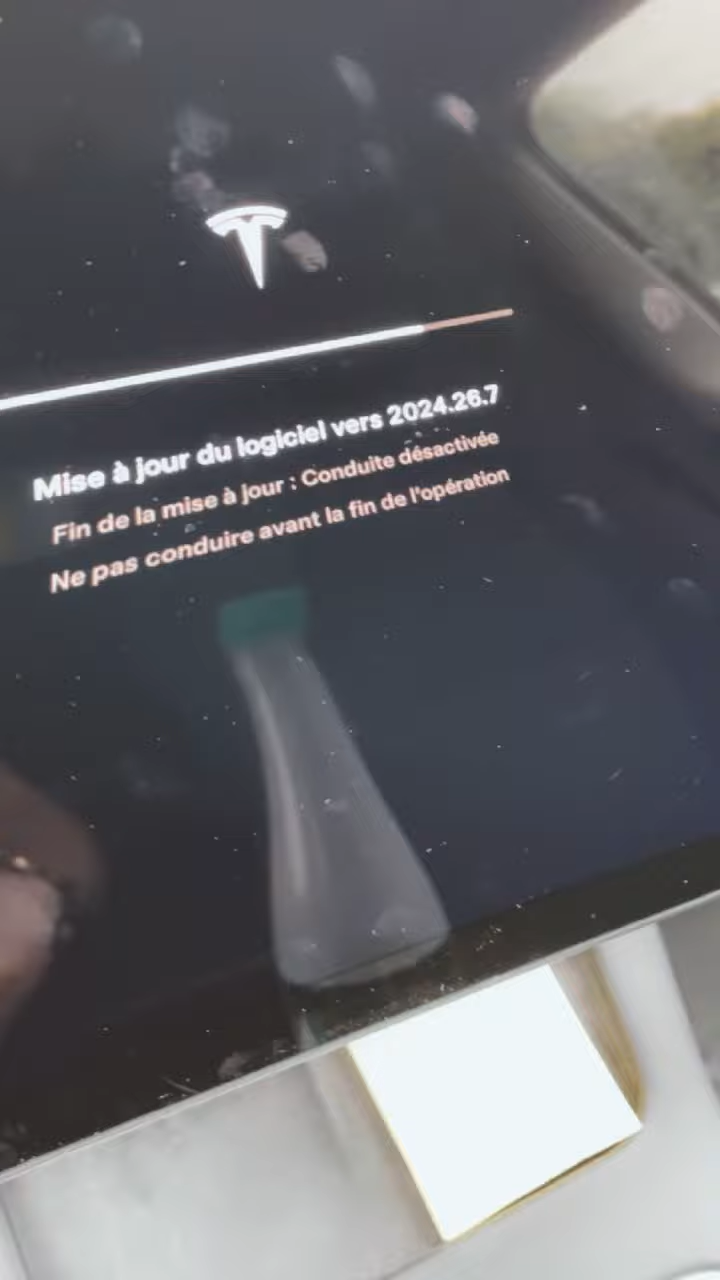 Mise à jour du logiciel vers 2024.26.7
Fin de la mise à jour : Conduite désactivée
Ne pas conduire avant la fin de l'opération